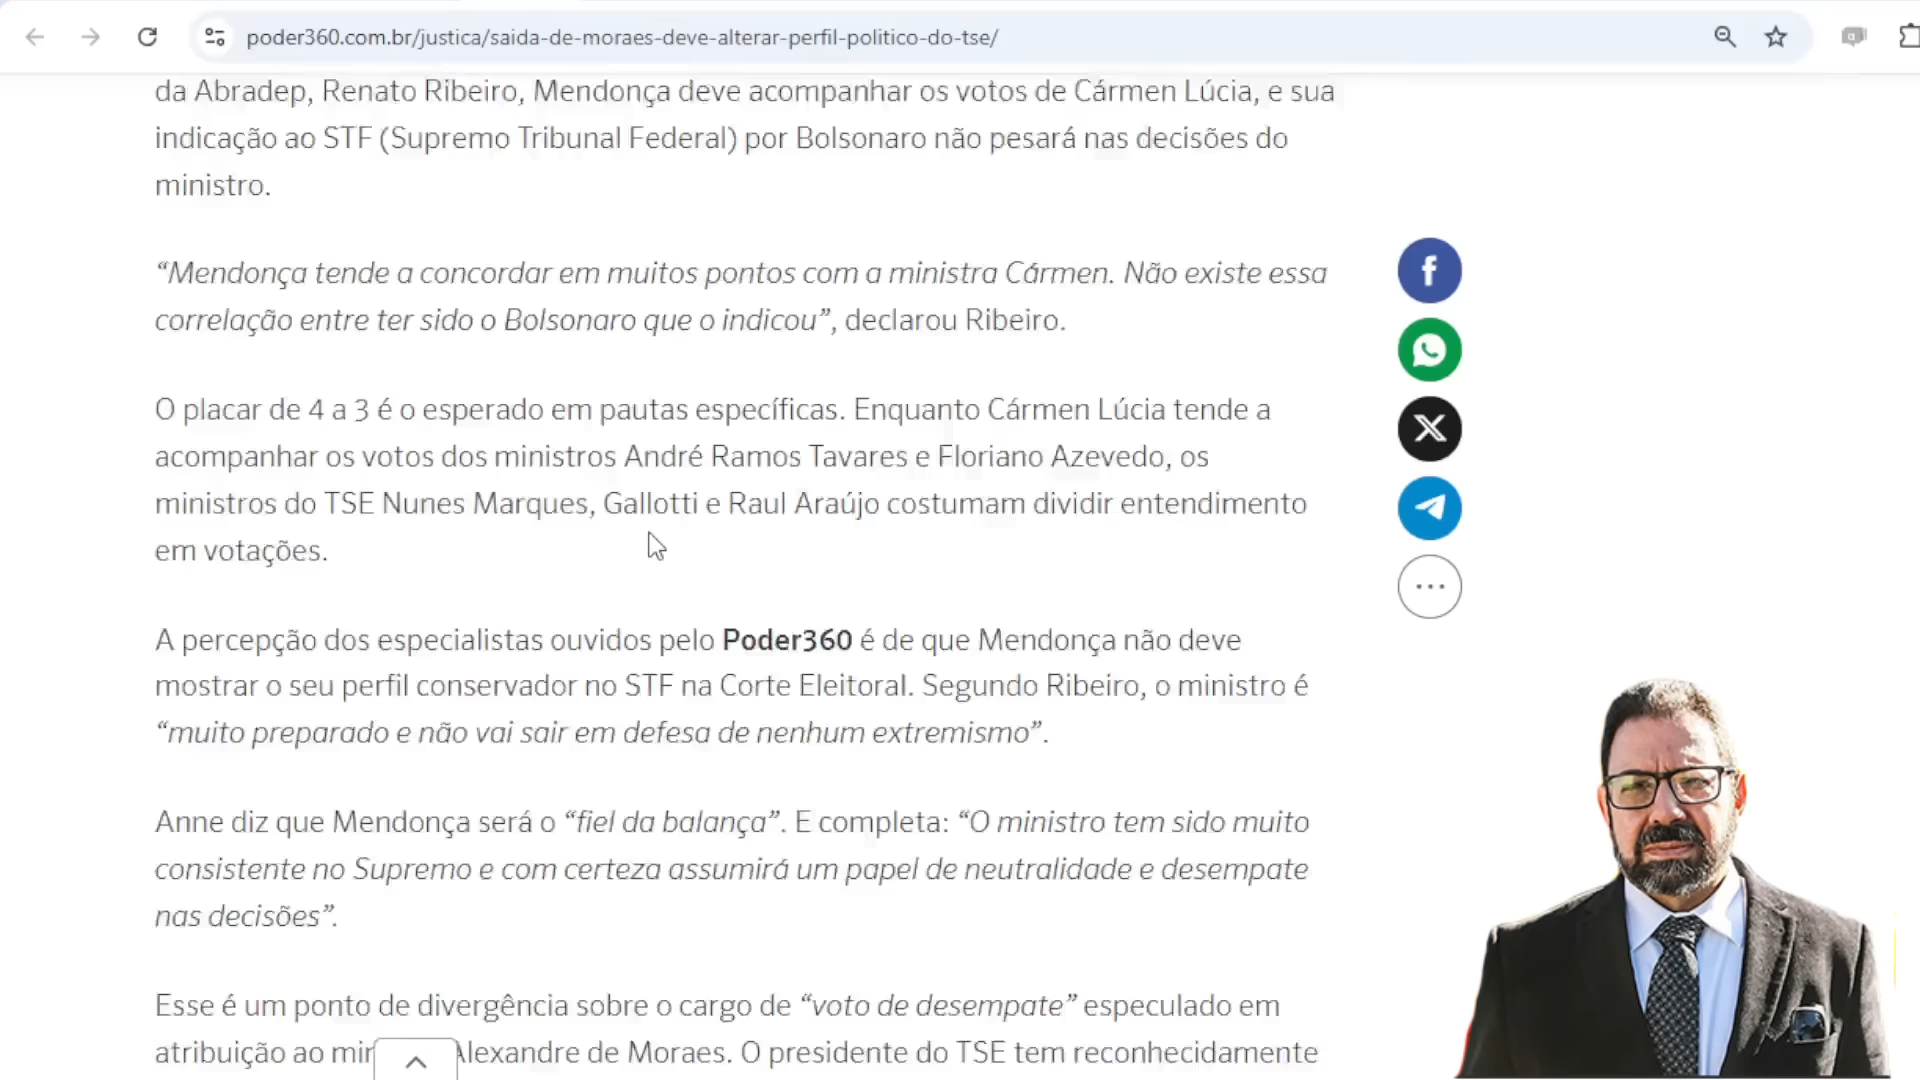 poder360.com.br/justica/saida-de-moraes-deve-alterar-perfil-politico-do-tse/
da Abradep, Renato Ribeiro, Mendonça deve acompanhar os votos de Cármen Lúcia, e sua
indicação ao STF (Supremo Tribunal Federal) por Bolsonaro não pesará nas decisões do
ministro.
“Mendonça tende a concordar em muitos pontos com a ministra Cármen. Não existe essa
correlação entre ter sido o Bolsonaro que o indicou”, declarou Ribeiro.
O placar de 4 a 3 é o esperado em pautas específicas. Enquanto Cármen Lúcia tende a
acompanhar os votos dos ministros André Ramos Tavares e Floriano Azevedo, os
ministros do TSE Nunes Marques, Gallotti e Raul Araújo costumam dividir entendimento
em votações.
A percepção dos especialistas ouvidos pelo Poder360 é de que Mendonça não deve
mostrar o seu perfil conservador no STF na Corte Eleitoral. Segundo Ribeiro, o ministro é
“muito preparado e não vai sair em defesa de nenhum extremismo”.
Anne diz que Mendonça será o “fiel da balança”. E completa: “O ministro tem sido muito
consistente no Supremo e com certeza assumirá um papel de neutralidade e desempate
nas decisões”.
Esse é um ponto de divergência sobre o cargo de “voto de desempate” especulado em
atribuição ao Alexandre de Moraes. O presidente do TSE tem reconhecidamente